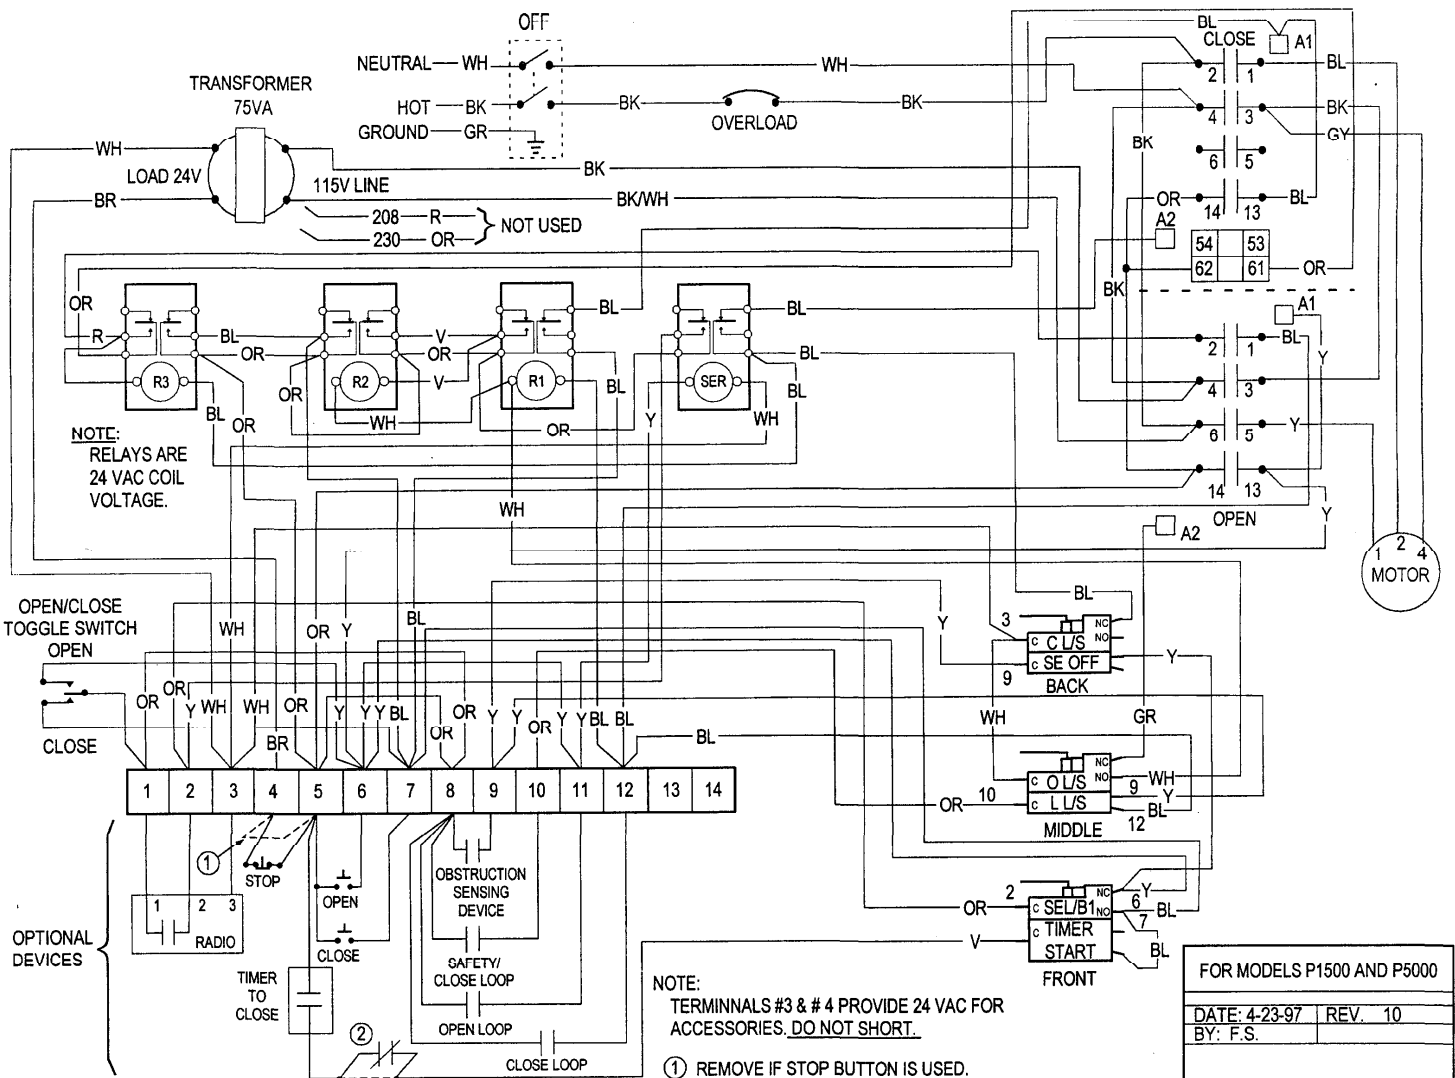 OFF
NEUTRAL WH WH
HOT BK BK BK
OVERLOAD
GROUND GR
TRANSFORMER
75VA
WH
LOAD 24V
115V LINE
BR
BK
BK/WH
208 R
230 OR
NOT USED
BL
CLOSE
A1
2 1 BL
4 3 BK
GY
BK
6 5
OR 14 13 BL
A2
54 53
62 61 OR
BK
A1
2 1 BL
Y
4 3
6 5 Y
14 13
OPEN
Y
A2
1 2 4
MOTOR
OR
R BL V
OR OR
BL
BL
R3 R2 R1 SER
V
OR
BL
BL
BL
BL
OR
WH
OR
Y
WH
NOTE:
RELAYS ARE
24 VAC COIL
VOLTAGE.
WH
OPEN/CLOSE
TOGGLE SWITCH
OPEN
CLOSE
WH OR Y BL
OR OR Y WH WH OR Y Y Y BL OR OR Y Y OR Y Y BL BL
BR
BL
1 2 3 4 5 6 7 8 9 10 11 12 13 14
Y
BL
3
C C L/S NC
NO
C SE OFF Y
9
BACK
WH
GR
C O L/S NC
NO WH
10 C L L/S 9 Y
OR 12 BL
MIDDLE
2
OR C SEL/B1 NC Y
NO 6 BL
C TIMER 7
START BL
V
FRONT
1
STOP
1 2 3
RADIO
OPEN
CLOSE
OBSTRUCTION
SENSING
DEVICE
SAFETY/
CLOSE LOOP
OPEN LOOP
CLOSE LOOP
OPTIONAL
DEVICES
TIMER
TO
CLOSE
2
NOTE:
TERMINNALS #3 & # 4 PROVIDE 24 VAC FOR
ACCESSORIES. DO NOT SHORT.
1 REMOVE IF STOP BUTTON IS USED.
FOR MODELS P1500 AND P5000
DATE: 4-23-97 REV. 10
BY: F.S.